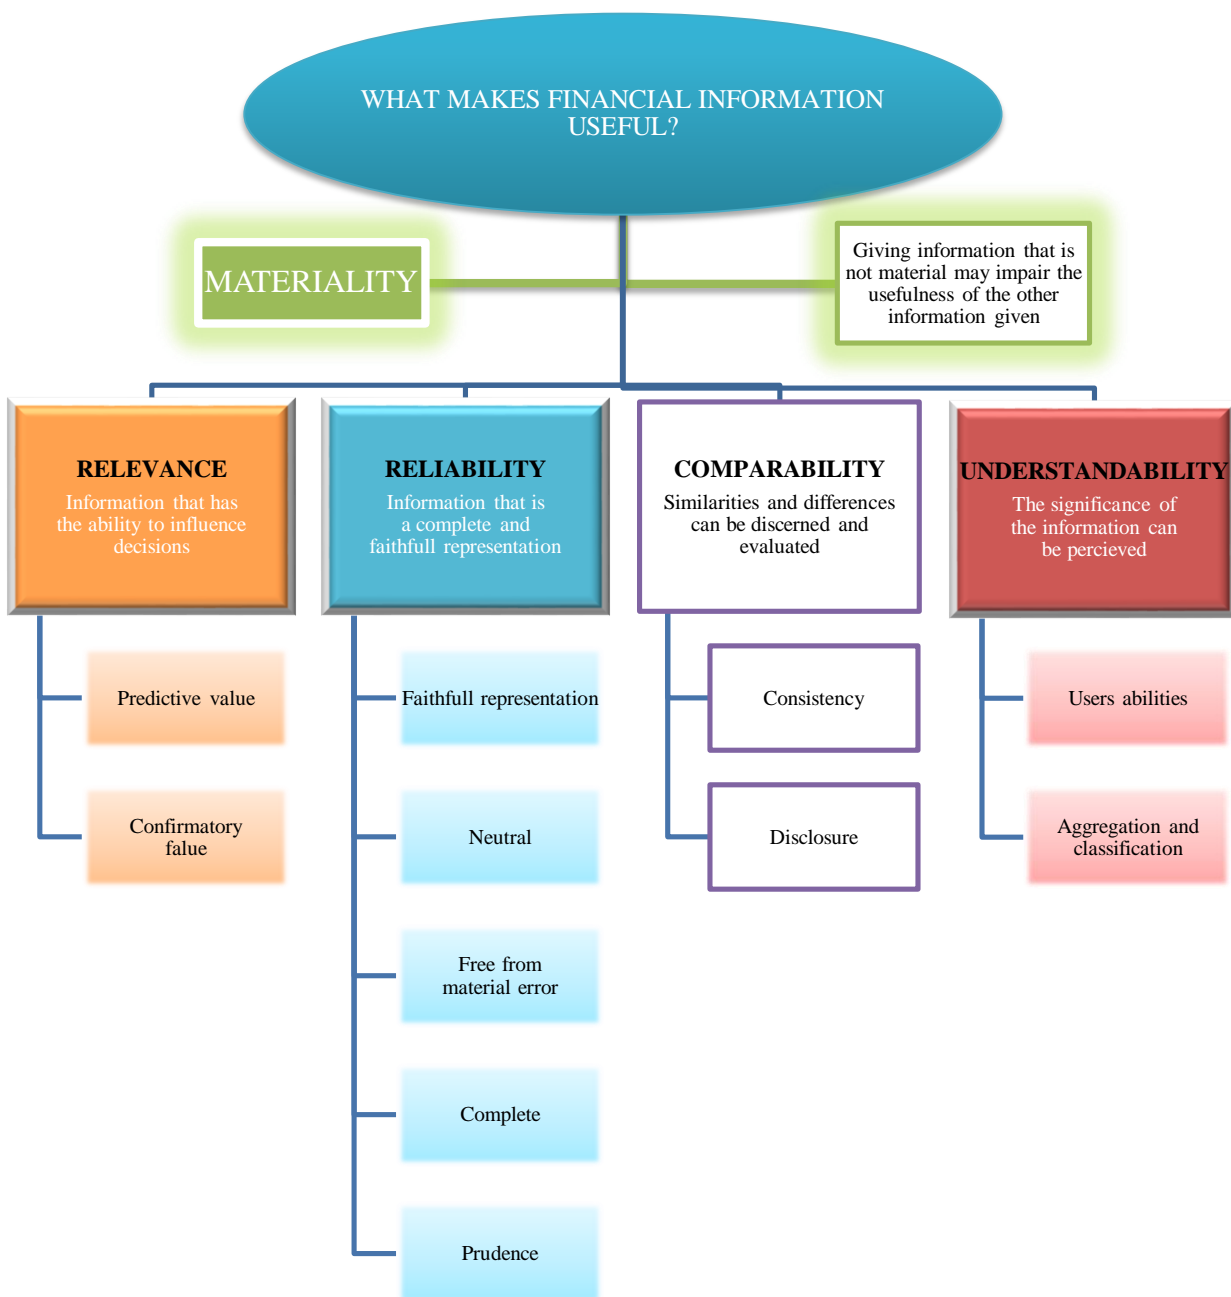 WHAT MAKES FINANCIAL INFORMATION
USEFUL?
MATERIALITY
Giving information that is
not material may impair the
usefulness of the other
information given
RELEVANCE
Information that has
the ability to influence
decisions
RELIABILITY
Information that is
a complete and
faithfull representation
COMPARABILITY
Similarities and differences
can be discerned and
evaluated
UNDERSTANDABILITY
The significance of
the information can
be percieved
Predictive value
Confirmatory
falue
Faithfull representation
Neutral
Free from
material error
Complete
Prudence
Consistency
Disclosure
Users abilities
Aggregation and
classification